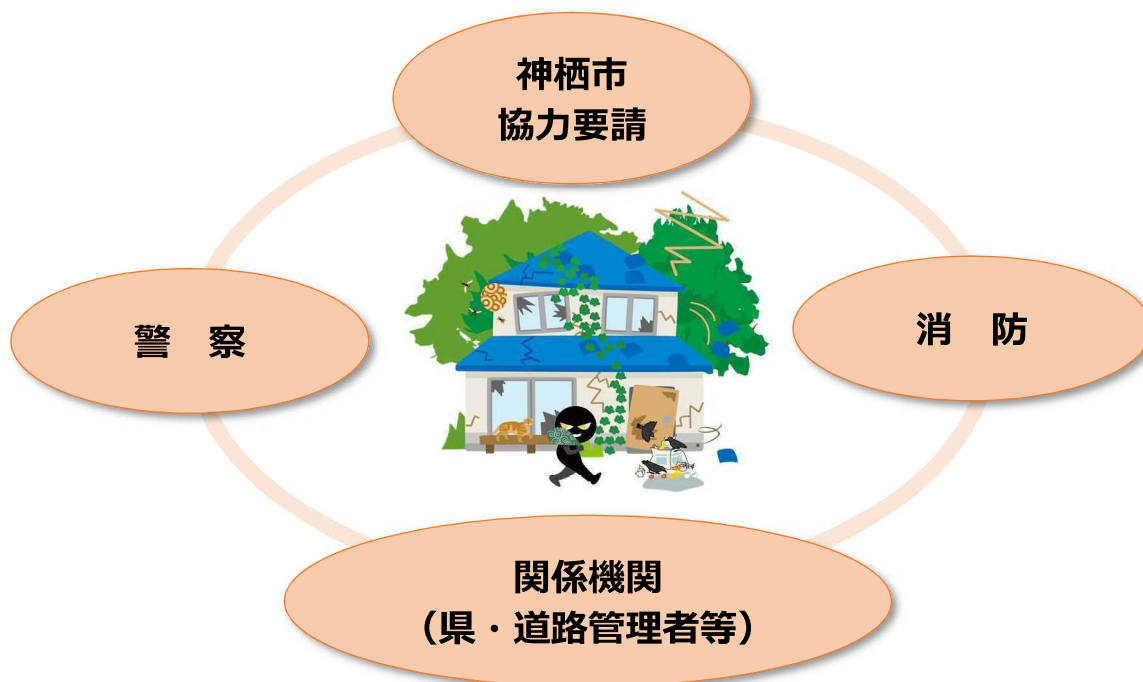 神栖市
協力要請
警　察
消　防
関係機関
（県・道路管理者等）